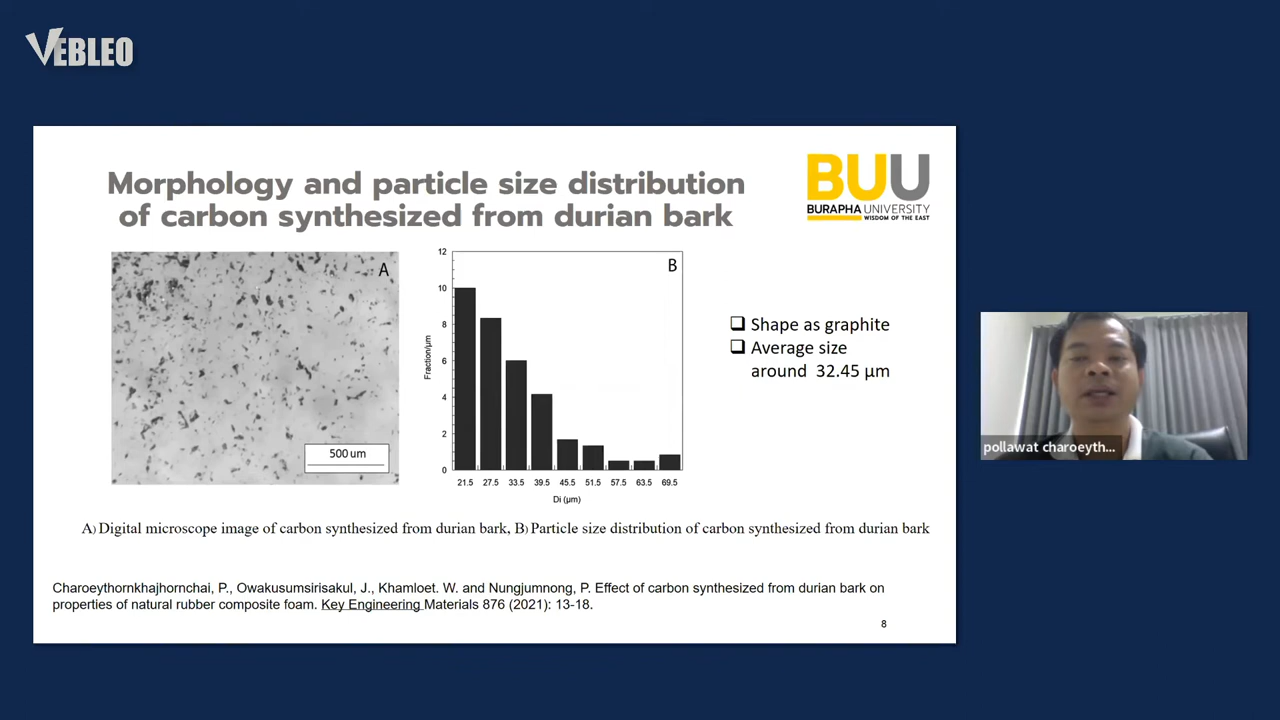 VEBLEO
Morphology and particle size distribution
of carbon synthesized from durian bark
BUU
BURAPHA UNIVERSITY
WISDOM OF THE EAST
A
500 um
B
12
10
8
6
4
2
0
Fraction/μm
21.5 27.5 33.5 39.5 45.5 51.5 57.5 63.5 69.5
Di (μm)
❑ Shape as graphite
❑ Average size
around 32.45 μm
pollawat charoeyth...
A) Digital microscope image of carbon synthesized from durian bark, B) Particle size distribution of carbon synthesized from durian bark
Charoeythornkhajhornchai, P., Owakusumsirisakul, J., Khamloet. W. and Nungjumnong, P. Effect of carbon synthesized from durian bark on
properties of natural rubber composite foam. Key Engineering Materials 876 (2021): 13-18.
8